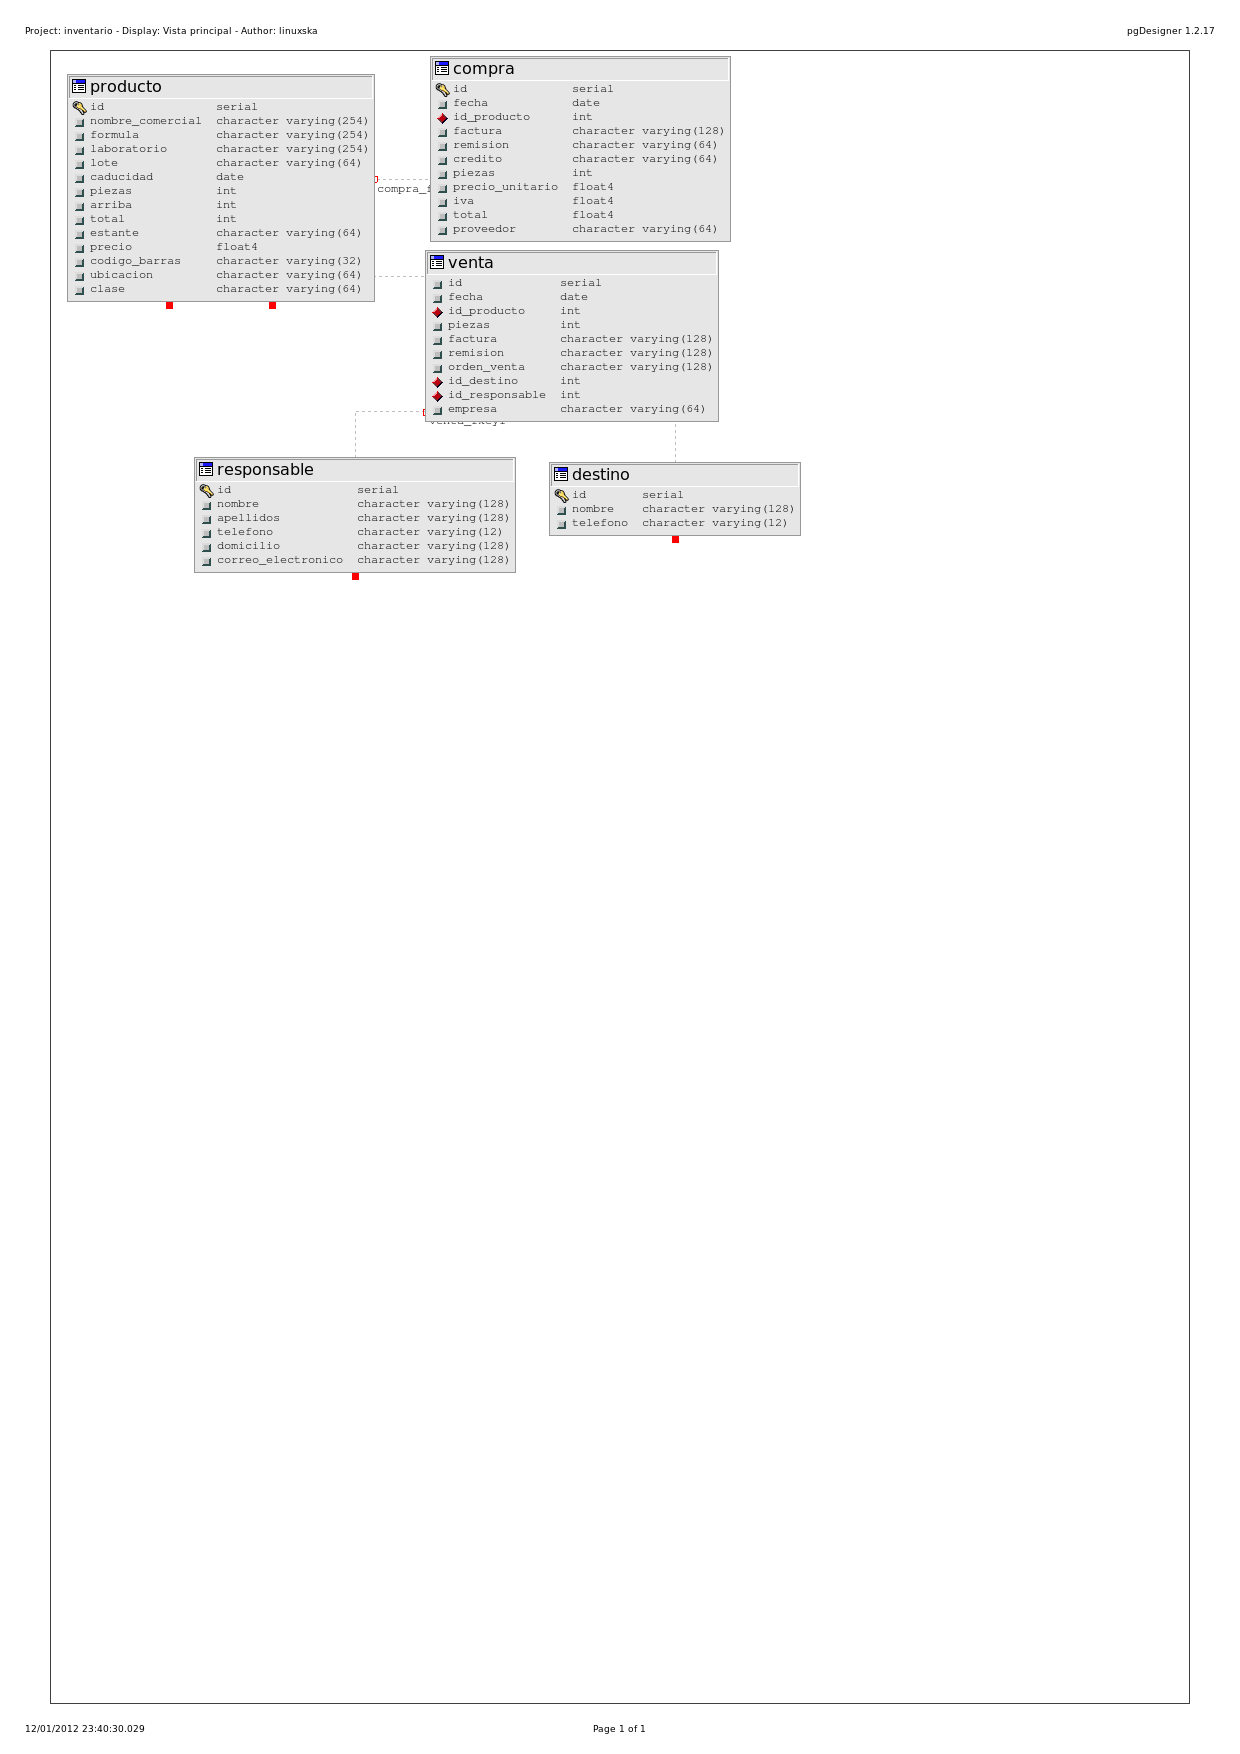 Project: inventario - Display: Vista principal - Author: linuxska
pgDesigner 1.2.17
producto
id serial
nombre_comercial character varying(254)
formula character varying(254)
laboratorio character varying(254)
lote character varying(64)
caducidad date
piezas int
arriba int
total int
estante character varying(64)
precio float4
codigo_barras character varying(32)
ubicacion character varying(64)
clase character varying(64)
compra
id serial
fecha date
id_producto int
factura character varying(128)
remision character varying(64)
credito character varying(64)
piezas int
precio_unitario float4
iva float4
total float4
proveedor character varying(64)
venta
id serial
fecha date
id_producto int
piezas int
factura character varying(128)
remision character varying(128)
orden_venta character varying(128)
id_destino int
id_responsable int
empresa character varying(64)
responsable
id serial
nombre character varying(128)
apellidos character varying(128)
telefono character varying(12)
domicilio character varying(128)
correo_electronico character varying(128)
destino
id serial
nombre character varying(128)
telefono character varying(12)
12/01/2012 23:40:30.029
Page 1 of 1